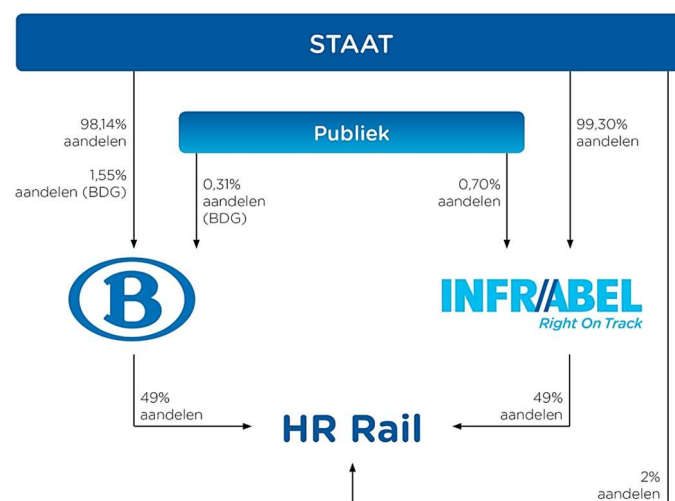 STAAT
98,14%
aandelen
1,55%
aandelen (BDG)
Publiek
99,30%
aandelen
0,31%
aandelen
(BDG)
0,70%
aandelen
B
INFRABEL
Right On Track
49%
aandelen
49%
aandelen
HR Rail
2%
aandelen